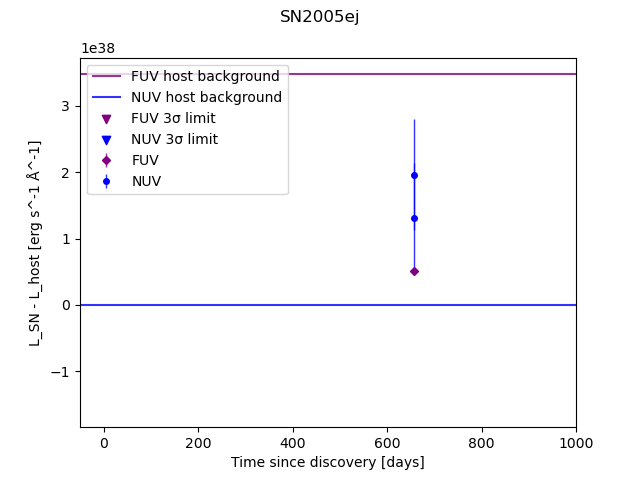 SN2005ej
1e38
FUV host background
NUV host background
FUV 3σ limit
NUV 3σ limit
FUV
NUV
3
2
1
0
−1
L_SN - L_host [erg s^-1 Å^-1]
0 200 400 600 800 1000
Time since discovery [days]